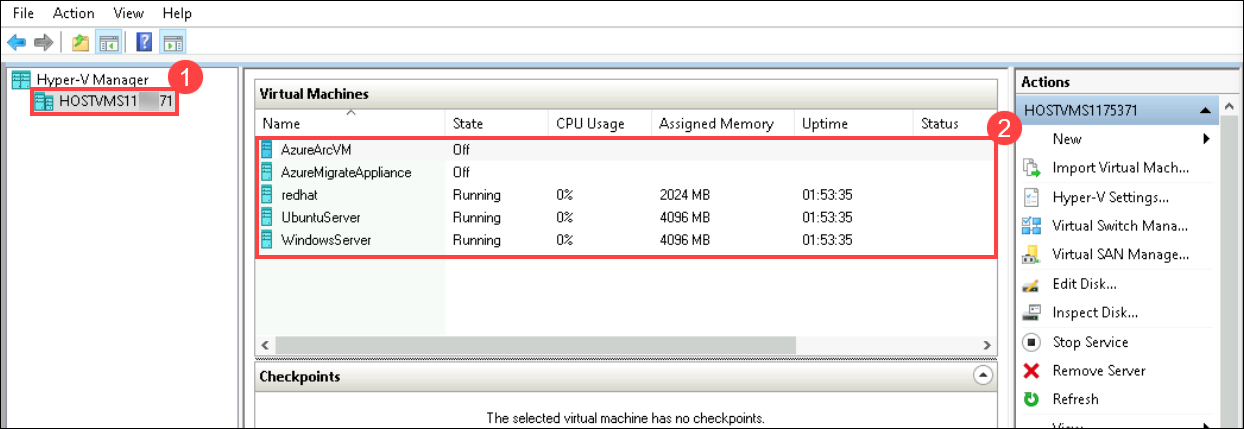 File Action View Help
Hyper-V Manager
1
HOSTVMS11 71
Virtual Machines
Name State CPU Usage Assigned Memory Uptime Status
2
AzureArcVM Off
AzureMigrateAppliance Off
redhat Running 0% 2024 MB 01:53:35
UbuntuServer Running 0% 4096 MB 01:53:35
WindowsServer Running 0% 4096 MB 01:53:35
Checkpoints
The selected virtual machine has no checkpoints.
Actions
HOSTVMS1175371
New
Import Virtual Mach...
Hyper-V Settings...
Virtual Switch Mana...
Virtual SAN Manage...
Edit Disk...
Inspect Disk...
Stop Service
Remove Server
Refresh
View